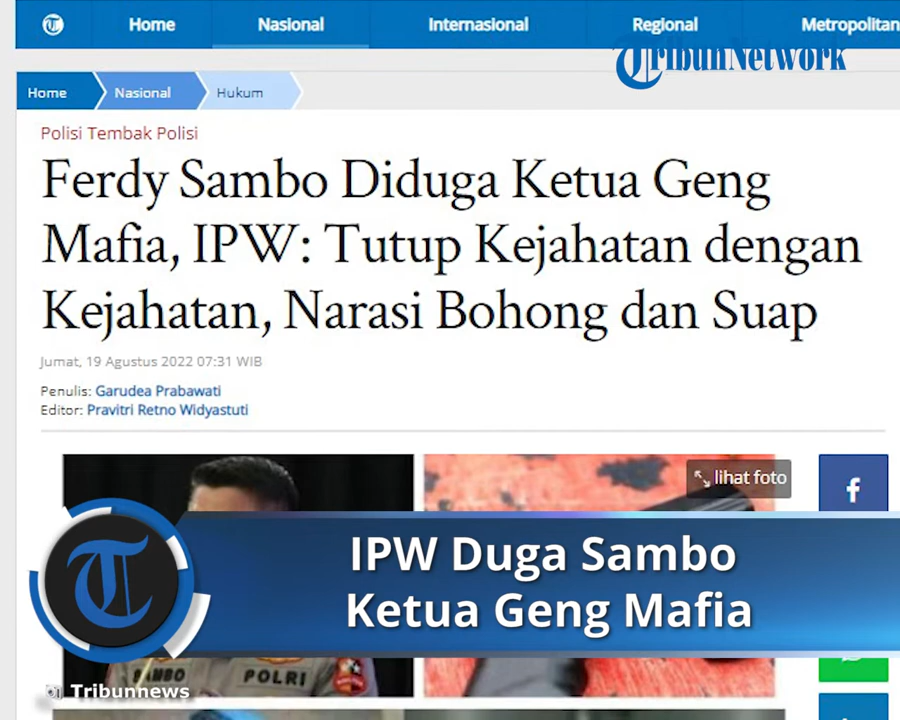 Home Nasional Internasional Regional Metropolitan
TribunNetwork
Home Nasional Hukum
Polisi Tembak Polisi
Ferdy Sambo Diduga Ketua Geng
Mafia, IPW: Tutup Kejahatan dengan
Kejahatan, Narasi Bohong dan Suap
Jumat, 19 Agustus 2022 07:31 WIB
Penulis: Garudea Prabawati
Editor: Pravitri Retno Widyastuti
lihat foto
f
IPW Duga Sambo
Ketua Geng Mafia
T
SAMBO POLRI
Tribunnews